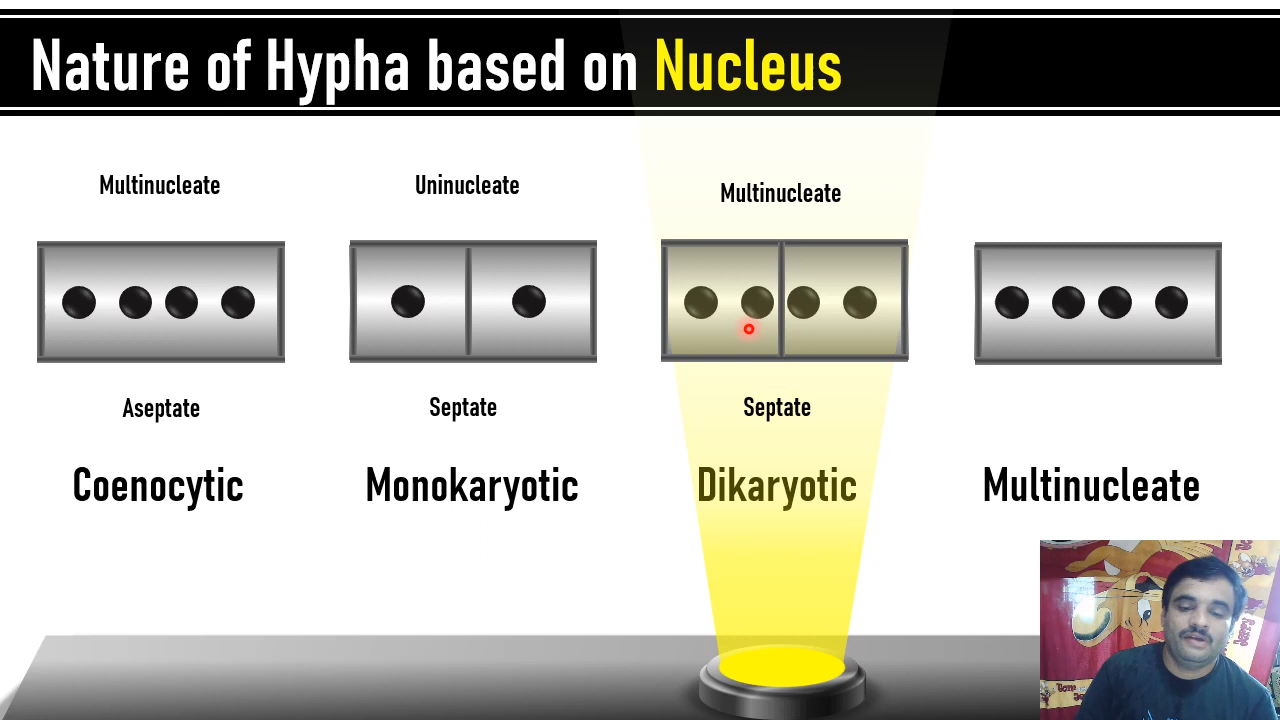 Nature of Hypha based on Nucleus
Multinucleate
Uninucleate
Multinucleate
Aseptate
Septate
Septate
Coenocytic
Monokaryotic
Dikaryotic
Multinucleate